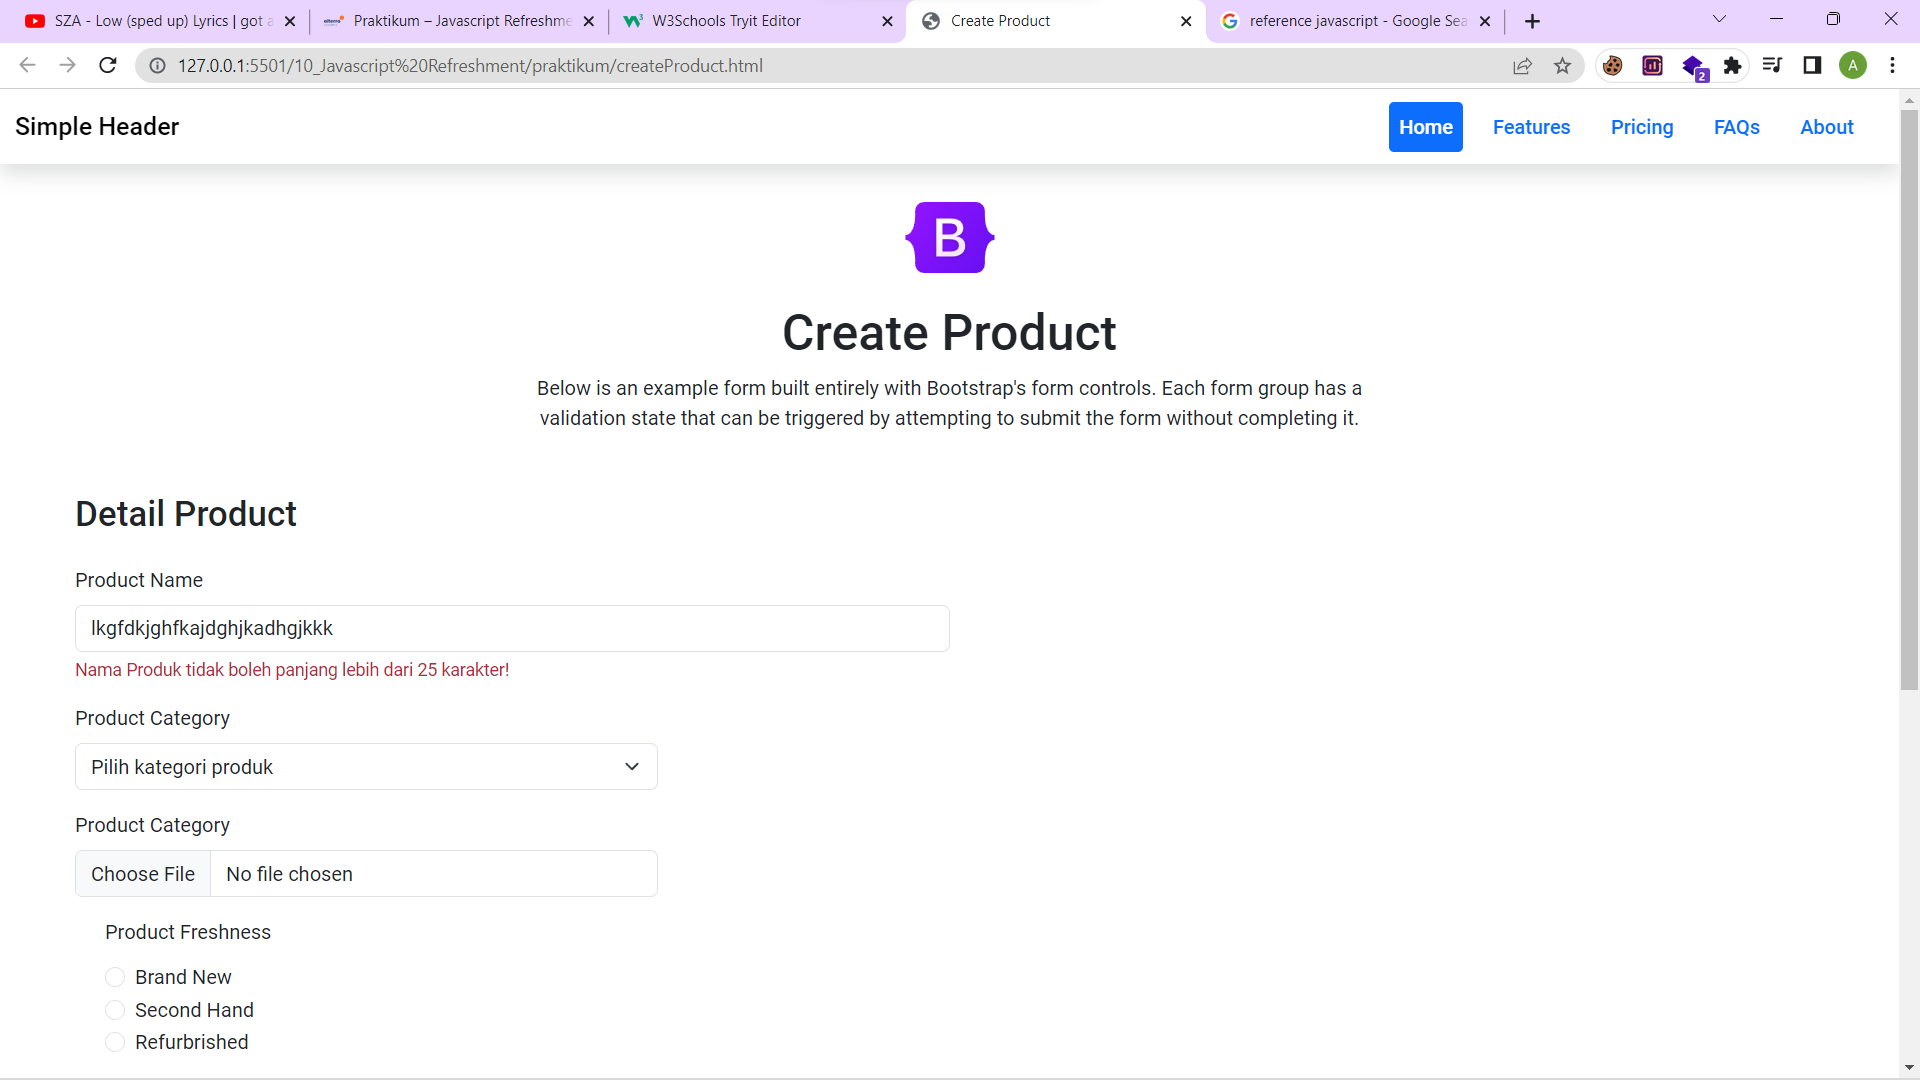 SZA - Low (sped up) Lyrics | got a
Praktikum – Javascript Refreshme
W3Schools Tryit Editor
Create Product
reference javascript - Google Sea
127.0.0.1:5501/10_Javascript%20Refreshment/praktikum/createProduct.html
2
A
Simple Header
Home
Features
Pricing
FAQs
About
B
Create Product
Below is an example form built entirely with Bootstrap's form controls. Each form group has a
validation state that can be triggered by attempting to submit the form without completing it.
Detail Product
Product Name
lkgfdkjghfkajdghjkadhgjkkk
Nama Produk tidak boleh panjang lebih dari 25 karakter!
Product Category
Pilih kategori produk
Product Category
Choose File No file chosen
Product Freshness
Brand New
Second Hand
Refurbrished